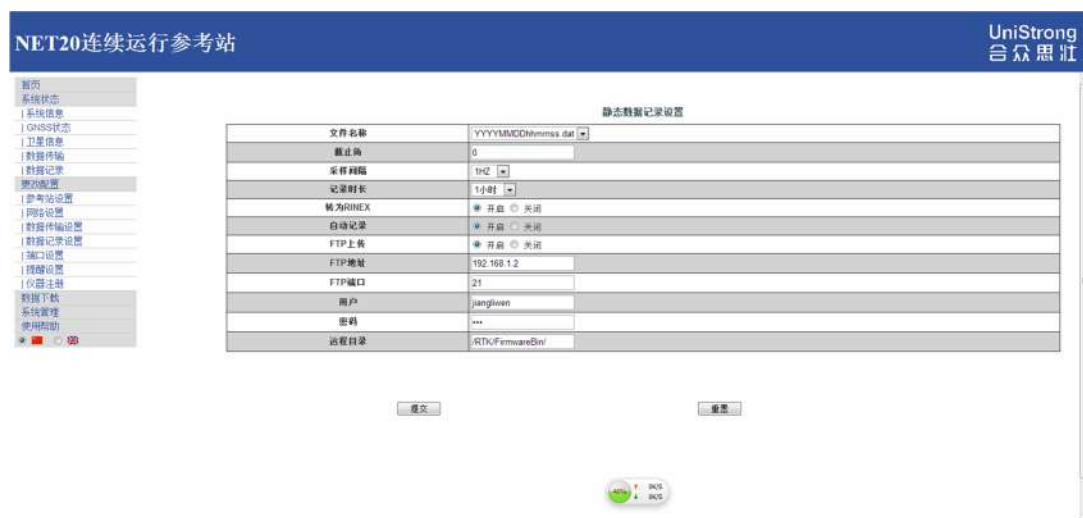 NET20连续运行参考站
UniStrong
合众思壮
首页
系统状态
| 系统信息
| GNSS状态
| 卫星信息
| 数据传输
| 数据记录
更改配置
| 参考站设置
| 网络设置
| 数据传输设置
| 数据记录设置
| 端口设置
| 提醒设置
| 仪器注册
数据下载
系统管理
使用帮助
静态数据记录设置
文件名称 YYYYMMDDhhmmss.dat
截止角 0
采样间隔 1HZ
记录时长 1小时
转为RINEX 开启 关闭
自动记录 开启 关闭
FTP上传 开启 关闭
FTP地址 192.168.1.2
FTP端口 21
用户 jiangliwen
密码 •••
远程目录 /RTK/FirmwareBin/
提交 重置
0K/S
0K/S